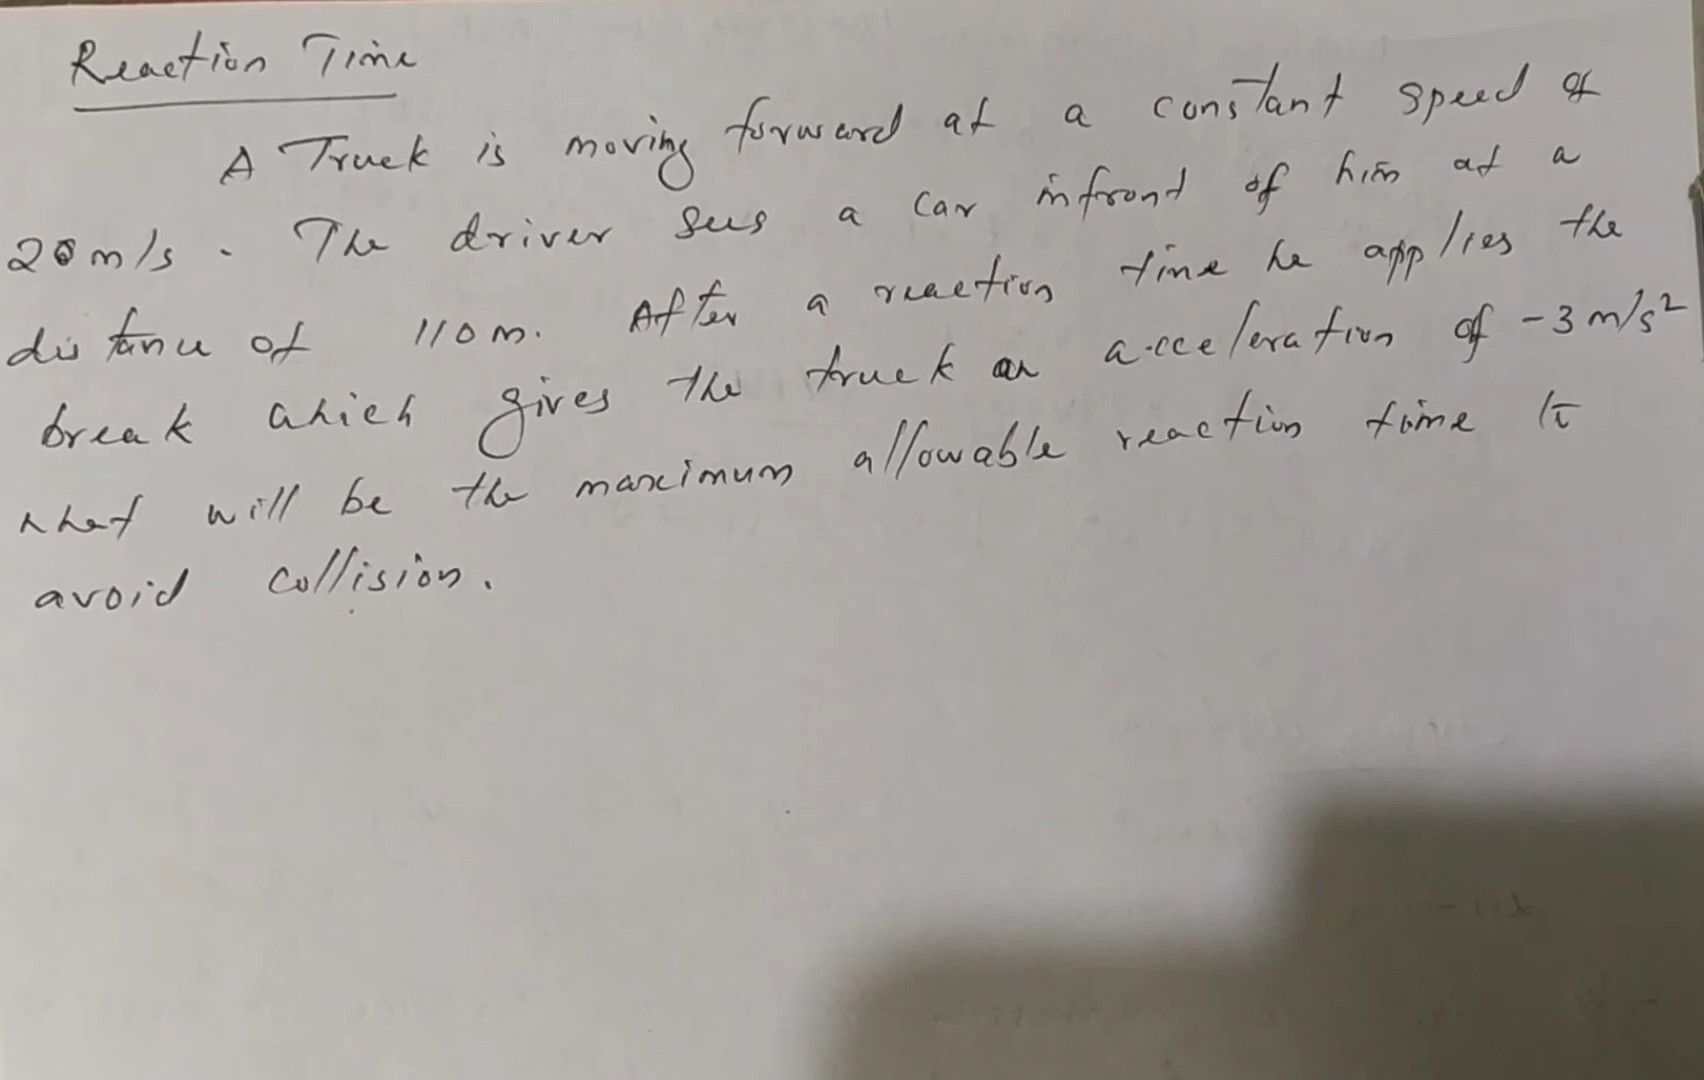 Reaction Time
A Truck is moving forward at a constant speed of
20 m/s. The driver sees a car infront of him at a
distance of 110 m. After a reaction time he applies the
break which gives the truck an acceleration of -3 m/s²
what will be the maximum allowable reaction time to
avoid collision.